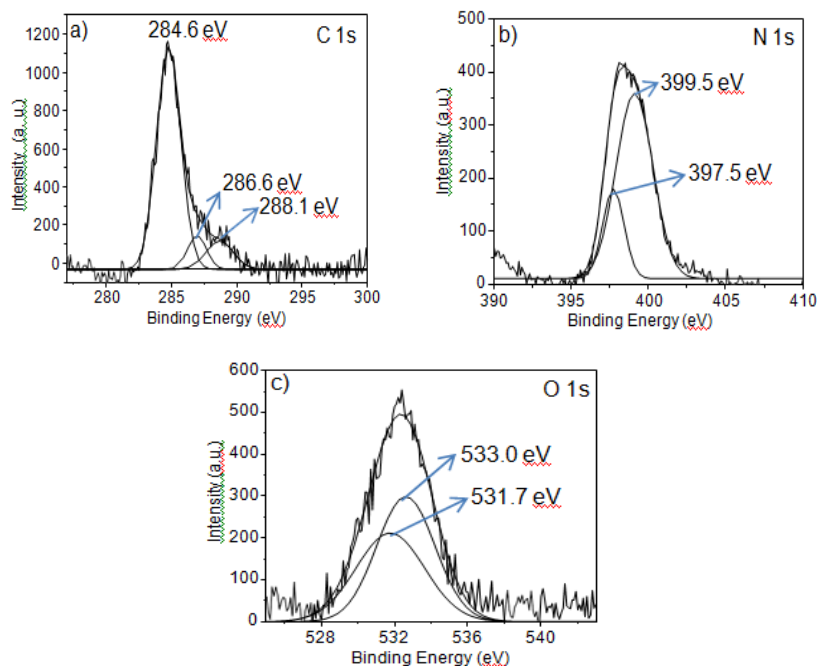 a)
C 1s
284.6 eV
286.6 eV
288.1 eV
Intensity (a.u.)
1200
1000
800
600
400
200
0
280 285 290 295 300
Binding Energy (eV)
b)
N 1s
399.5 eV
397.5 eV
Intensity (a.u.)
500
400
300
200
100
0
390 395 400 405 410
Binding Energy (eV)
c)
O 1s
533.0 eV
531.7 eV
Intensity (a.u.)
600
500
400
300
200
100
0
528 532 536 540
Binding Energy (eV)